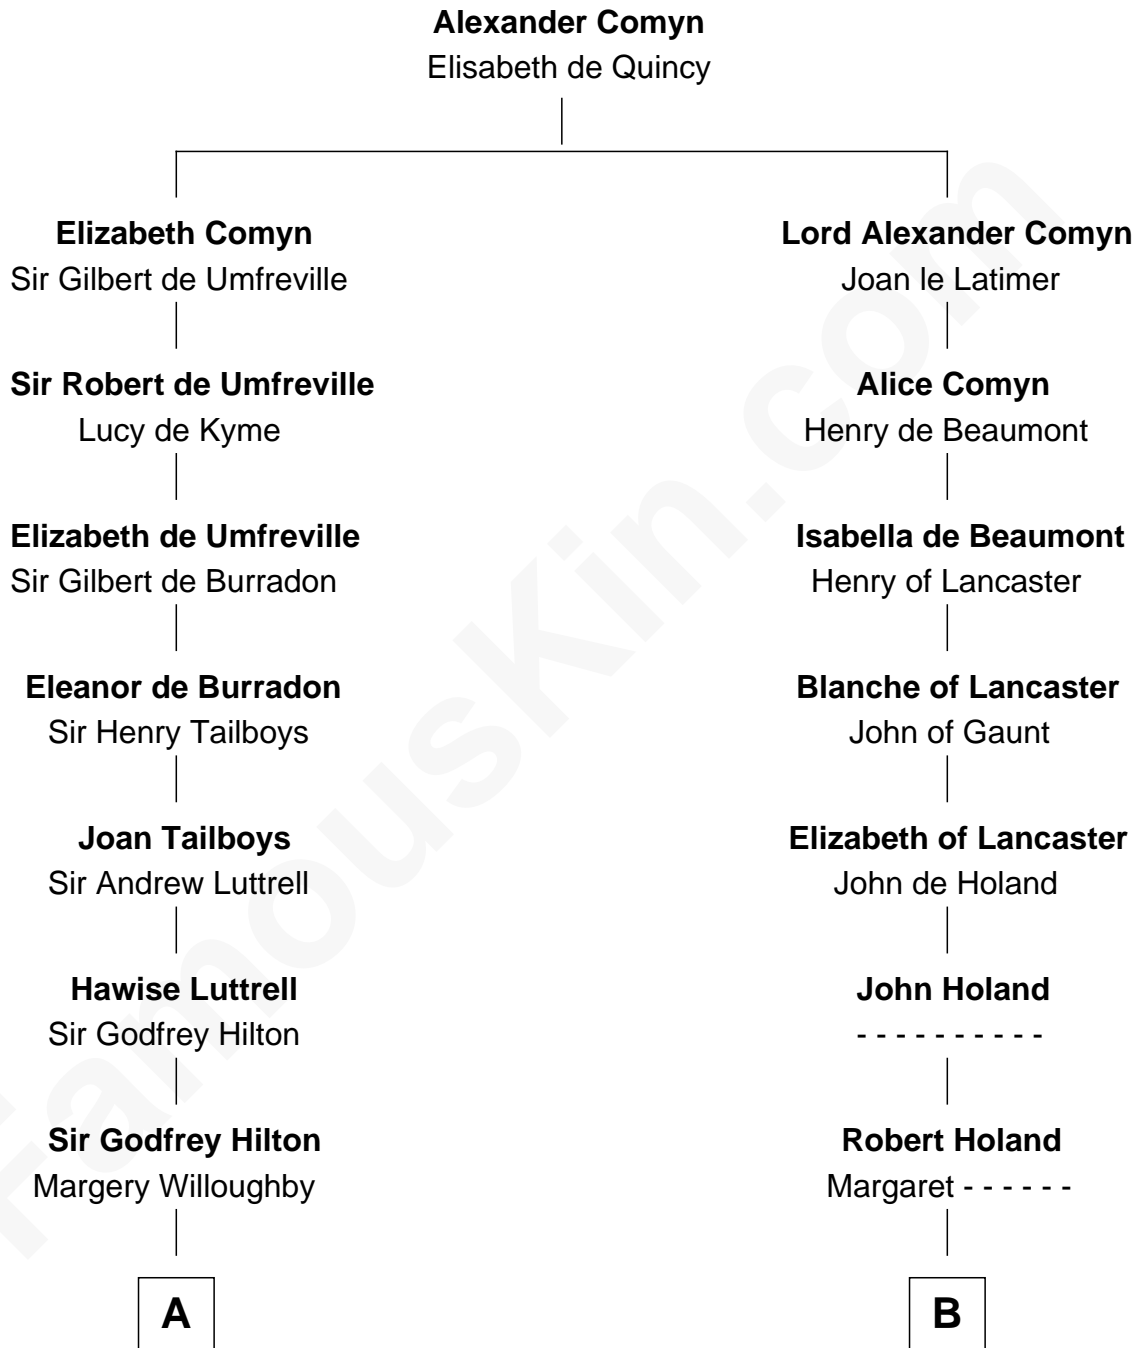 Alexander Comyn
Elisabeth de Quincy
Elizabeth Comyn
Sir Gilbert de Umfreville
Lord Alexander Comyn
Joan le Latimer
Sir Robert de Umfreville
Lucy de Kyme
Alice Comyn
Henry de Beaumont
Elizabeth de Umfreville
Sir Gilbert de Burradon
Isabella de Beaumont
Henry of Lancaster
Eleanor de Burradon
Sir Henry Tailboys
Blanche of Lancaster
John of Gaunt
Joan Tailboys
Sir Andrew Luttrell
Elizabeth of Lancaster
John de Holand
Hawise Luttrell
Sir Godfrey Hilton
John Holand
- - - - - - - - - -
Sir Godfrey Hilton
Margery Willoughby
Robert Holand
Margaret - - - - - -
A
B
FamousKin.com